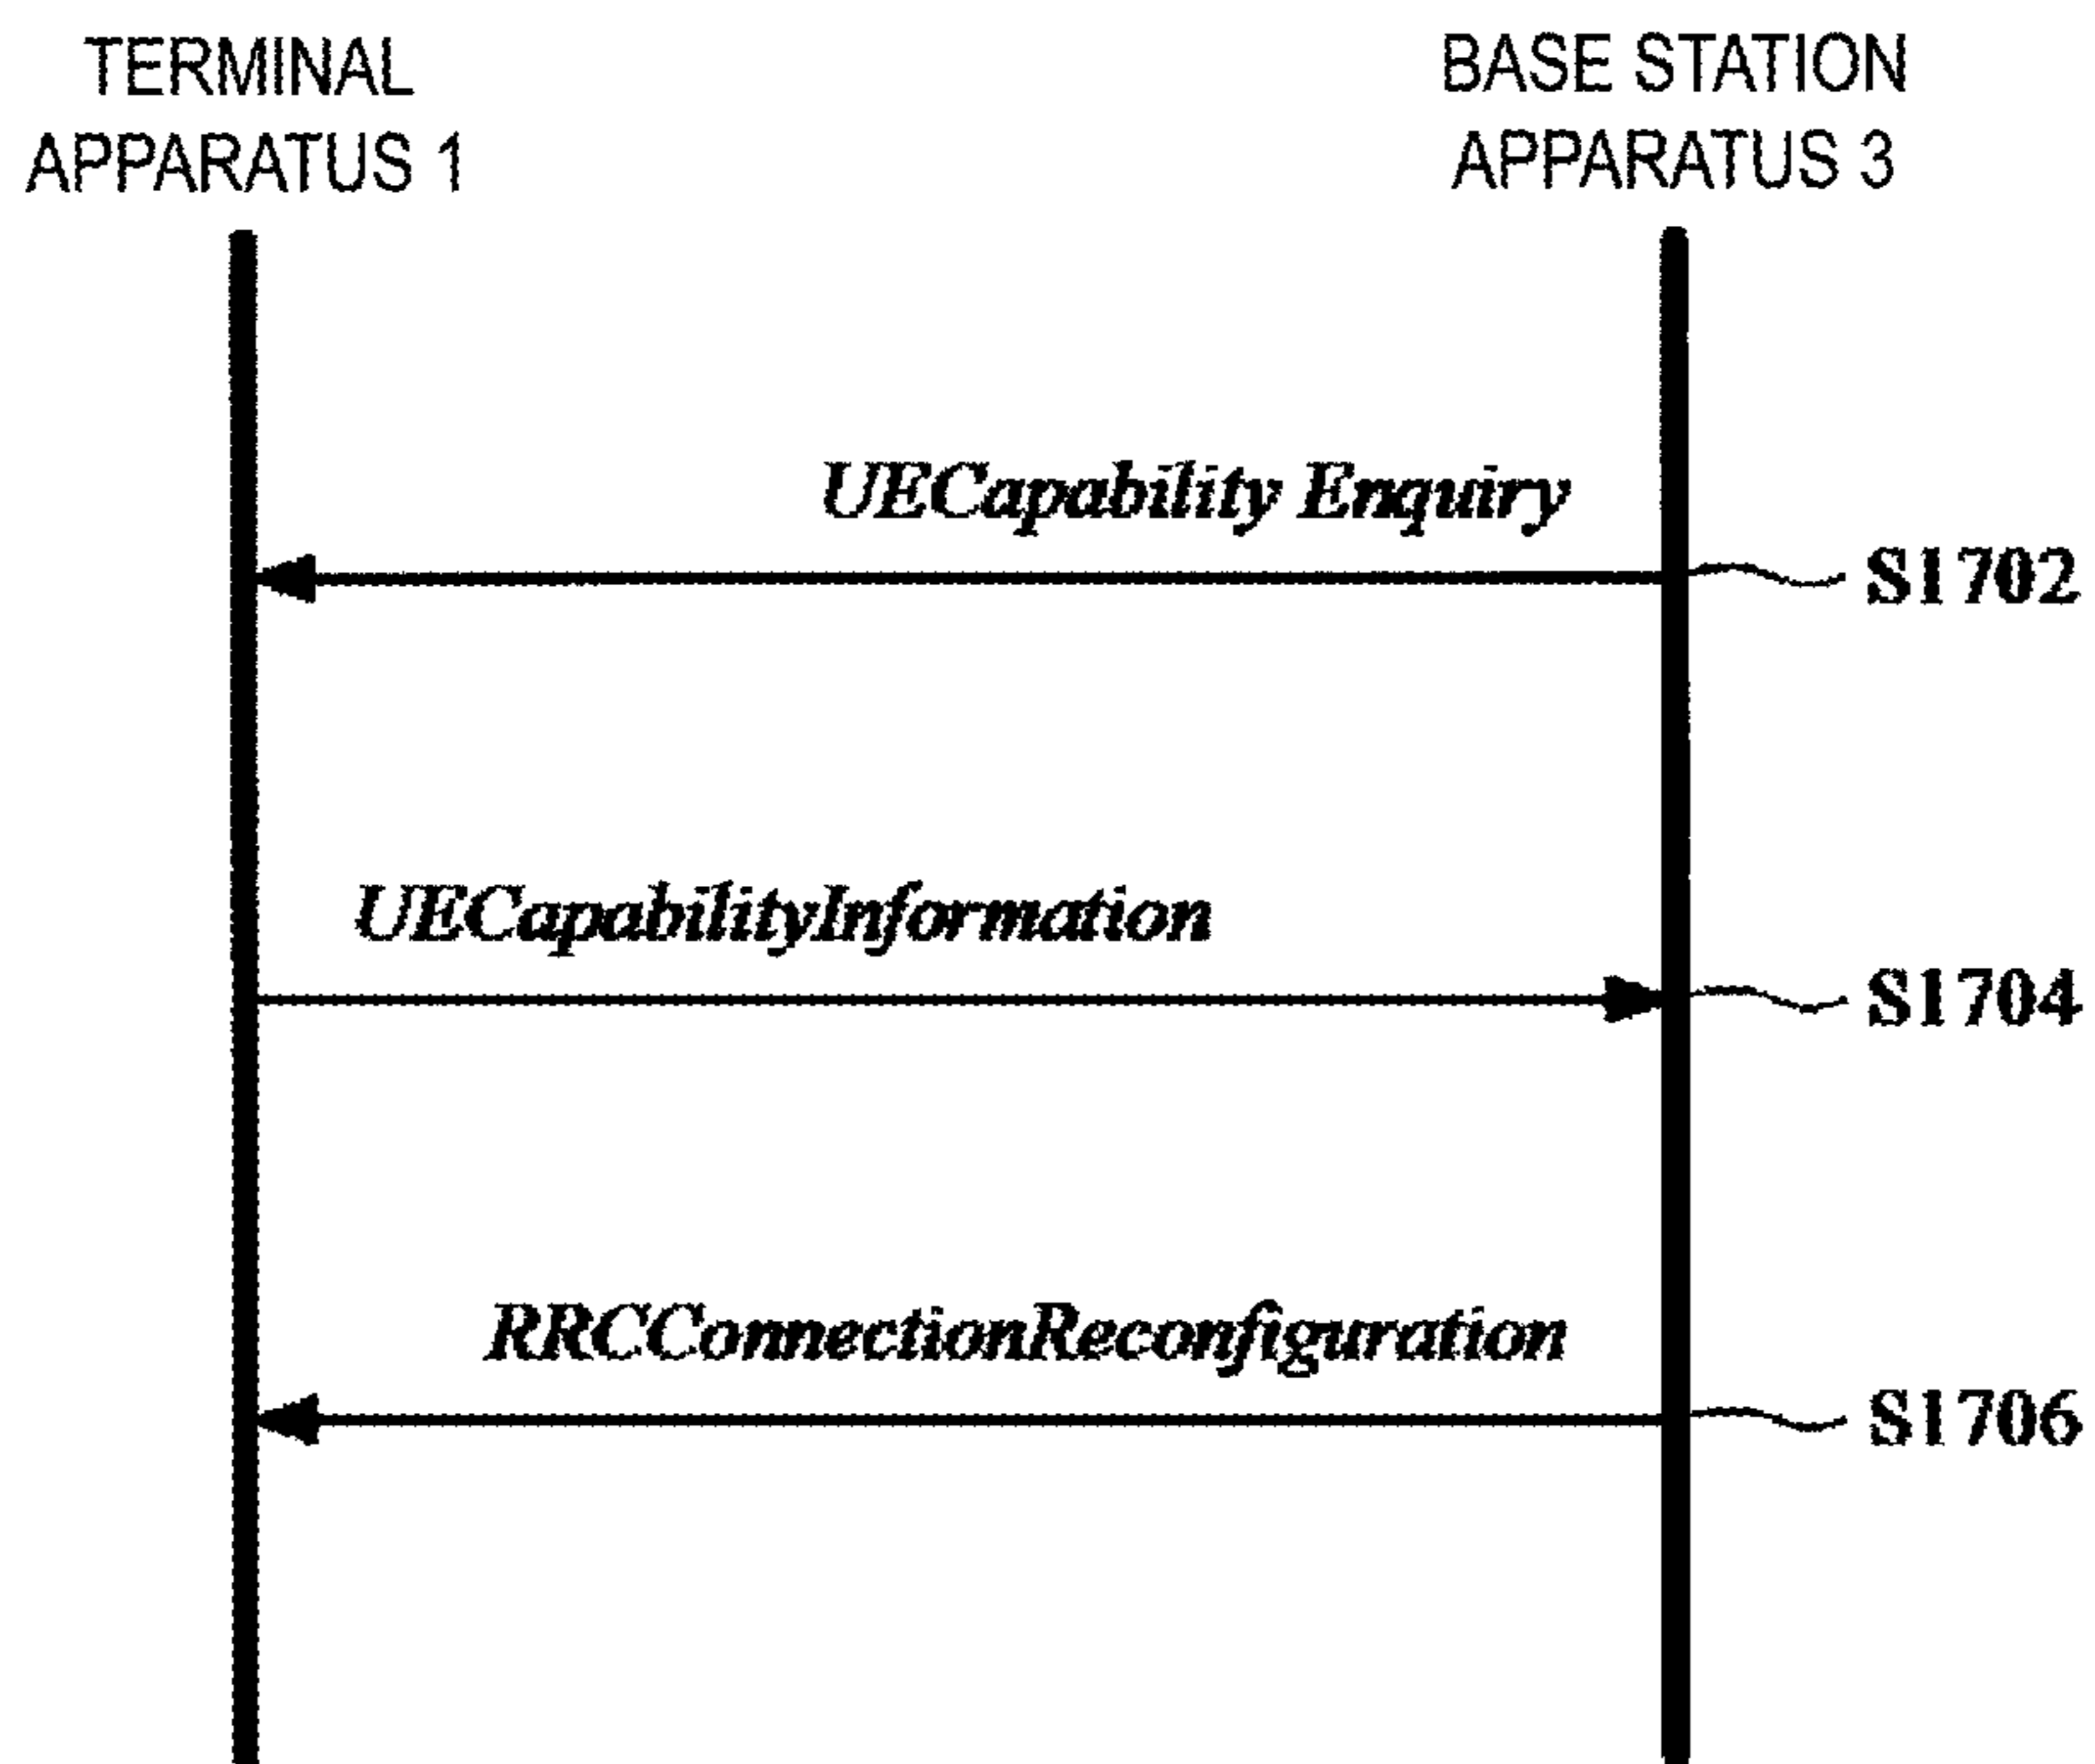 TERMINAL
APPARATUS 1
BASE STATION
APPARATUS 3
UECapability Enquiry
S1702
UECapabilityInformation
S1704
RRCConnectionReconfiguration
S1706